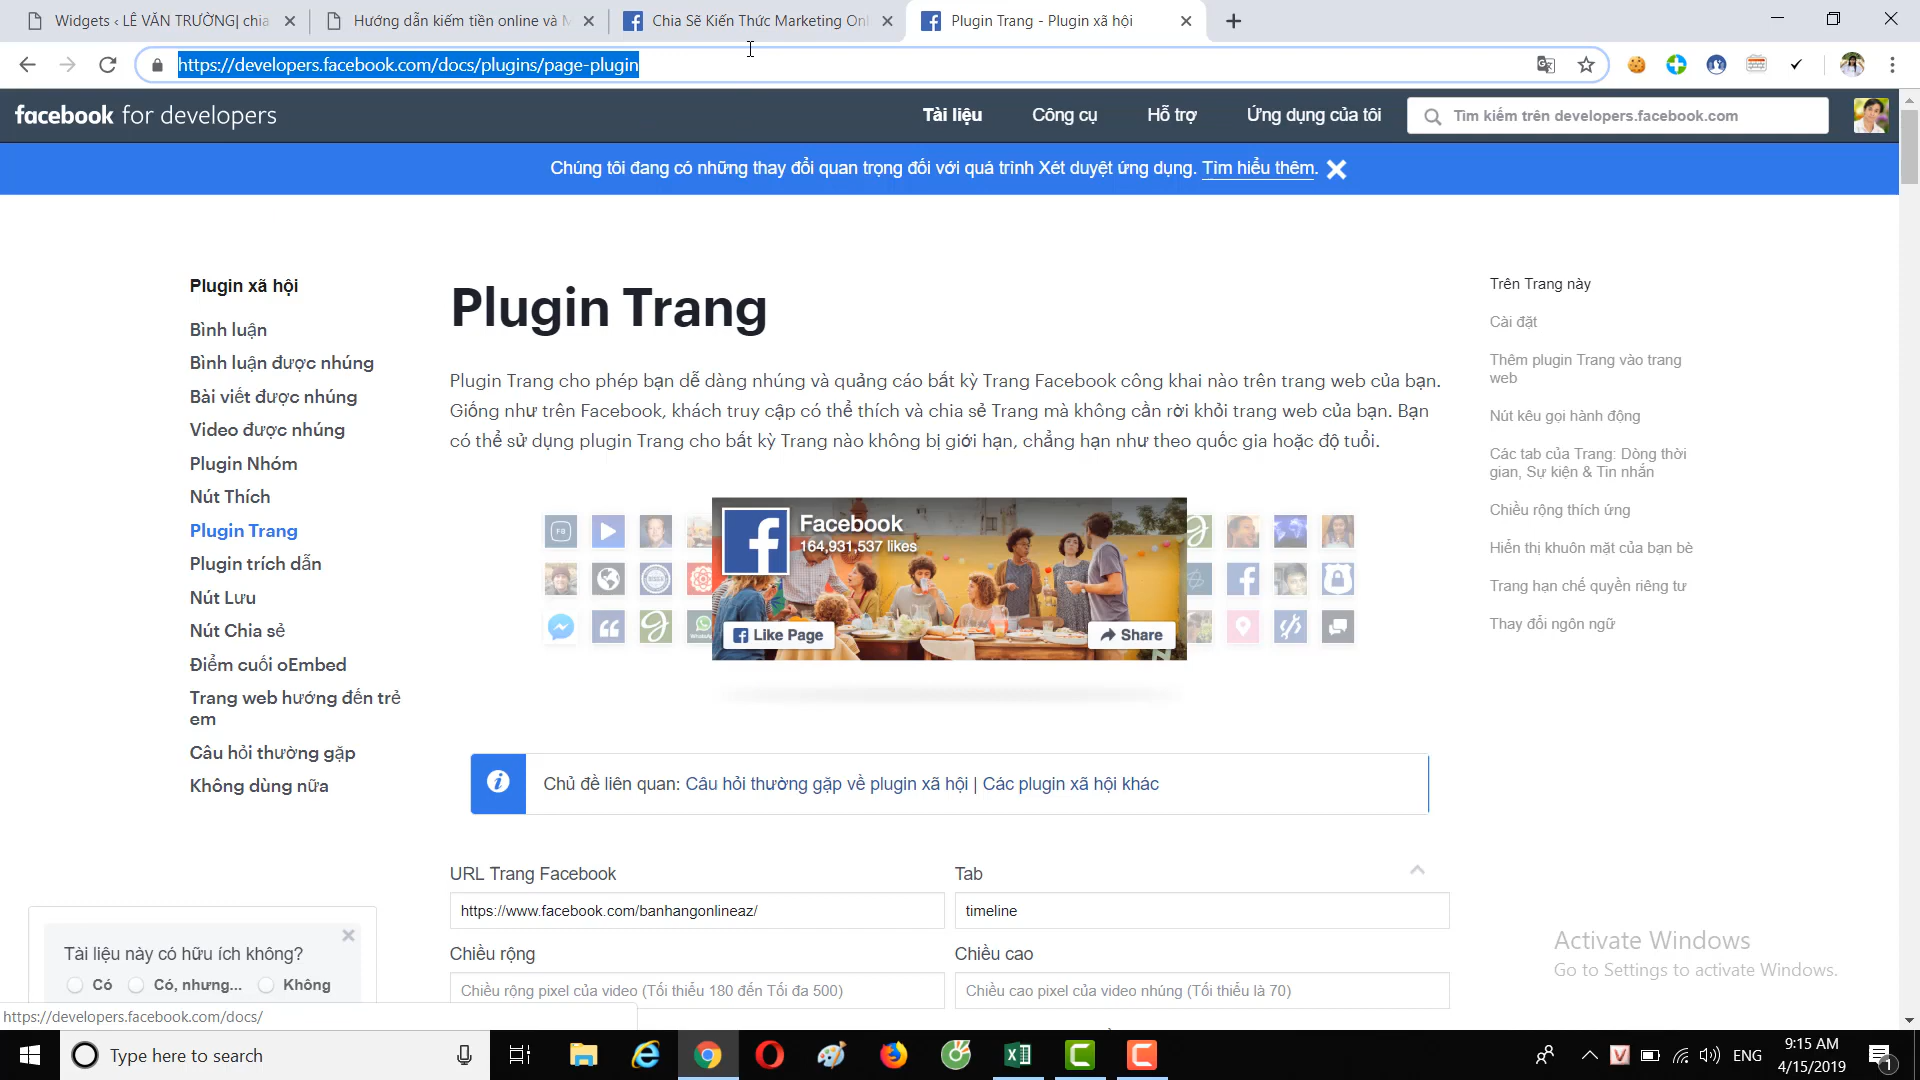 Widgets ‹ LÊ VĂN TRƯỜNG| chia
Hướng dẫn kiếm tiền online và M
Chia Sẽ Kiến Thức Marketing Onl
Plugin Trang - Plugin xã hội
https://developers.facebook.com/docs/plugins/page-plugin
facebook for developers
Tài liệu
Công cụ
Hỗ trợ
Ứng dụng của tôi
Tìm kiếm trên developers.facebook.com
Chúng tôi đang có những thay đổi quan trọng đối với quá trình Xét duyệt ứng dụng. Tìm hiểu thêm.
Plugin xã hội
Bình luận
Bình luận được nhúng
Bài viết được nhúng
Video được nhúng
Plugin Nhóm
Nút Thích
Plugin Trang
Plugin trích dẫn
Nút Lưu
Nút Chia sẻ
Điểm cuối oEmbed
Trang web hướng đến trẻ
em
Câu hỏi thường gặp
Không dùng nữa
Plugin Trang
Plugin Trang cho phép bạn dễ dàng nhúng và quảng cáo bất kỳ Trang Facebook công khai nào trên trang web của bạn.
Giống như trên Facebook, khách truy cập có thể thích và chia sẻ Trang mà không cần rời khỏi trang web của bạn. Bạn
có thể sử dụng plugin Trang cho bất kỳ Trang nào không bị giới hạn, chẳng hạn như theo quốc gia hoặc độ tuổi.
Facebook
164,931,537 likes
Like Page
Share
Chủ đề liên quan: Câu hỏi thường gặp về plugin xã hội | Các plugin xã hội khác
URL Trang Facebook
https://www.facebook.com/banhangonlineaz/
Tab
timeline
Chiều rộng
Chiều rộng pixel của video (Tối thiểu 180 đến Tối đa 500)
Chiều cao
Chiều cao pixel của video nhúng (Tối thiểu là 70)
Trên Trang này
Cài đặt
Thêm plugin Trang vào trang
web
Nút kêu gọi hành động
Các tab của Trang: Dòng thời
gian, Sự kiện & Tin nhắn
Chiều rộng thích ứng
Hiển thị khuôn mặt của bạn bè
Trang hạn chế quyền riêng tư
Thay đổi ngôn ngữ
Tài liệu này có hữu ích không?
Có
Có, nhưng...
Không
https://developers.facebook.com/docs/
Activate Windows
Go to Settings to activate Windows.
Type here to search
ENG
9:15 AM
4/15/2019
1